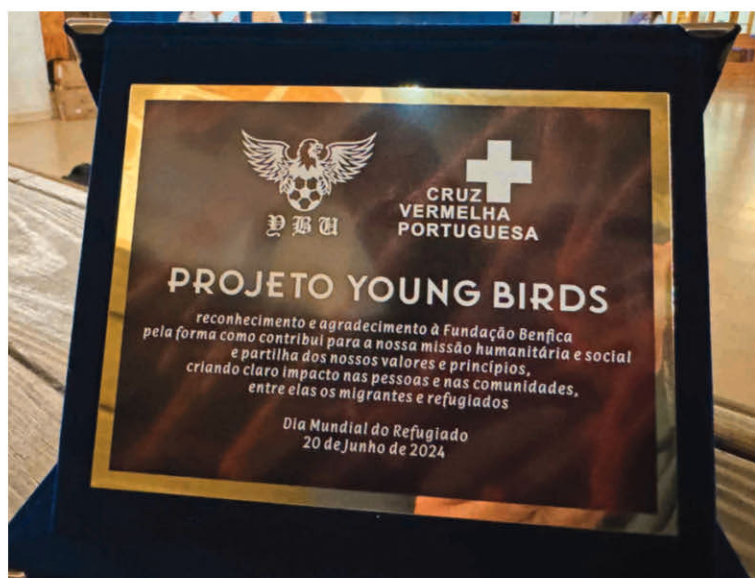 YBU
CRUZ
VERMELHA
PORTUGUESA
PROJETO YOUNG BIRDS
reconhecimento e agradecimento à Fundação Benfica
pela forma como contribui para a nossa missão humanitária e social
e partilha dos nossos valores e princípios,
criando claro impacto nas pessoas e nas comunidades,
entre elas os migrantes e refugiados
Dia Mundial do Refugiado
20 de Junho de 2024